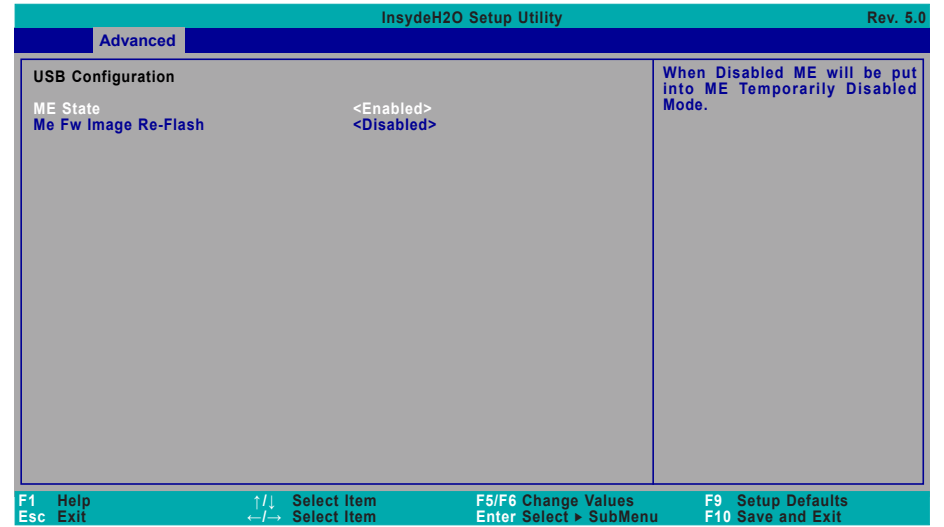 InsydeH2O Setup Utility Rev. 5.0
Advanced
USB Configuration
ME State <Enabled>
Me Fw Image Re-Flash <Disabled>
When Disabled ME will be put
into ME Temporarily Disabled
Mode.
F1 Help ↑/↓ Select Item F5/F6 Change Values F9 Setup Defaults
Esc Exit ←/→ Select Item Enter Select ▶ SubMenu F10 Save and Exit